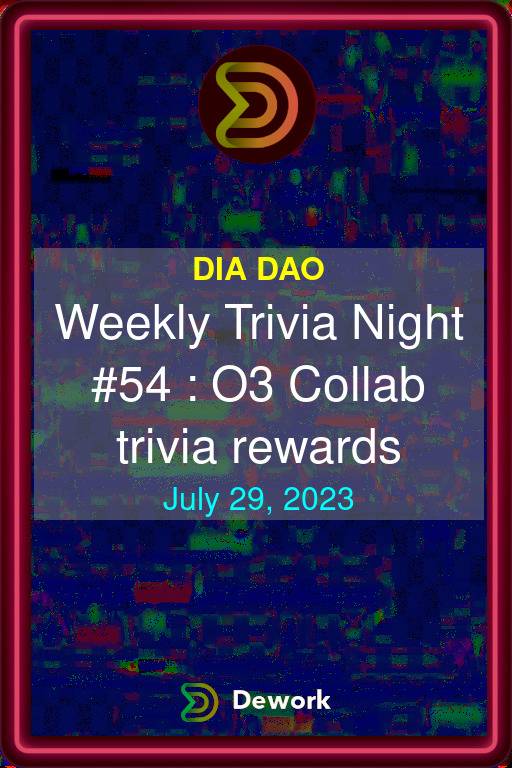 DIA DAO
Weekly Trivia Night
#54 : O3 Collab
trivia rewards
July 29, 2023
Dework